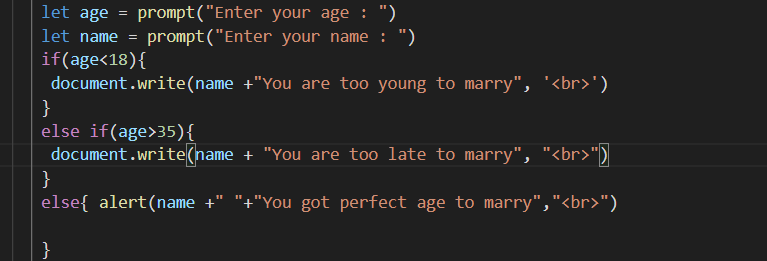 let age = prompt("Enter your age : ")
let name = prompt("Enter your name : ")
if(age<18){
document.write(name +"You are too young to marry", '<br>')
}
else if(age>35){
document.write(name + "You are too late to marry", "<br>")
}
else{ alert(name +" "+"You got perfect age to marry","<br>")
}